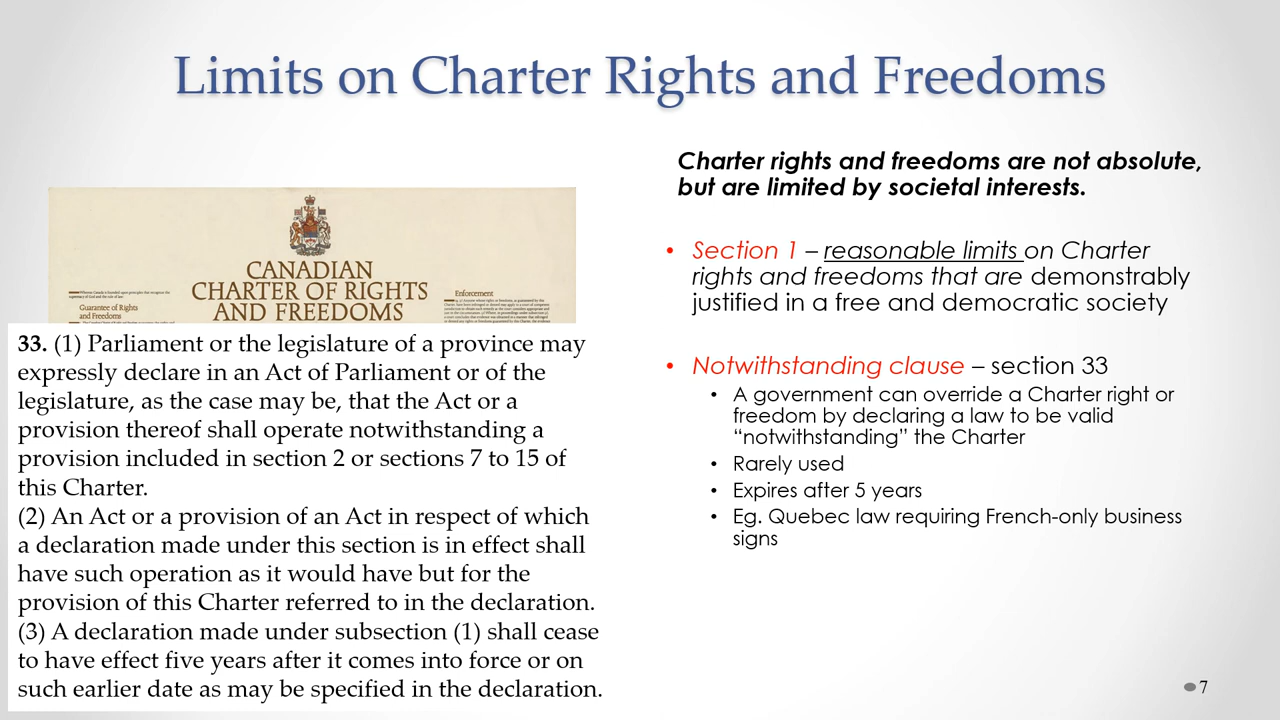 Limits on Charter Rights and Freedoms
CANADIAN
CHARTER OF RIGHTS
AND FREEDOMS
Guarantee of Rights
and Freedoms
Enforcement
33. (1) Parliament or the legislature of a province may
expressly declare in an Act of Parliament or of the
legislature, as the case may be, that the Act or a
provision thereof shall operate notwithstanding a
provision included in section 2 or sections 7 to 15 of
this Charter.
(2) An Act or a provision of an Act in respect of which
a declaration made under this section is in effect shall
have such operation as it would have but for the
provision of this Charter referred to in the declaration.
(3) A declaration made under subsection (1) shall cease
to have effect five years after it comes into force or on
such earlier date as may be specified in the declaration.
Charter rights and freedoms are not absolute,
but are limited by societal interests.
• Section 1 – reasonable limits on Charter
rights and freedoms that are demonstrably
justified in a free and democratic society
• Notwithstanding clause – section 33
• A government can override a Charter right or
freedom by declaring a law to be valid
“notwithstanding” the Charter
• Rarely used
• Expires after 5 years
• Eg. Quebec law requiring French-only business
signs
7